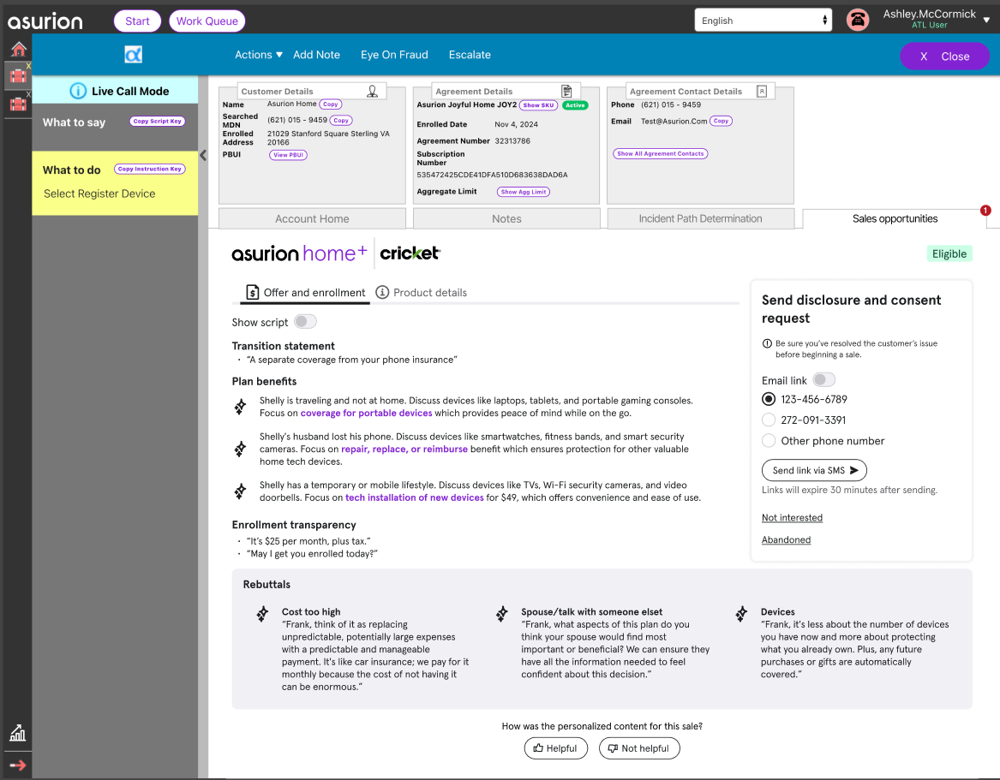 asurion
Start
Work Queue
English
Ashley.McCormick
ATL User
Actions
Add Note
Eye On Fraud
Escalate
X Close
X
X
Live Call Mode
What to say
Copy Script Key
What to do
Copy Instruction Key
Select Register Device
Customer Details
Name
Asurion Home
Copy
Searched
MDN
(621) 015 - 9459
Copy
Enrolled
Address
21029 Stanford Square Sterling VA
20166
PBUI
View PBUI
Agreement Details
Asurion Joyful Home JOY2
Show SKU
Active
Enrolled Date
Nov 4, 2024
Agreement Number
32313786
Subscription
Number
535472425CDE41DFA510D683638DAD6A
Aggregate Limit
Show Agg Limit
Agreement Contact Details
Phone
(621) 015 - 9459
Email
Test@Asurion.Com
Copy
Show All Agreement Contacts
Account Home
Notes
Incident Path Determination
Sales opportunities
1
asurion home+
cricket
Eligible
Offer and enrollment
Product details
Show script
Transition statement
· “A separate coverage from your phone insurance”
Plan benefits
Shelly is traveling and not at home. Discuss devices like laptops, tablets, and portable gaming consoles.
Focus on coverage for portable devices which provides peace of mind while on the go.
Shelly's husband lost his phone. Discuss devices like smartwatches, fitness bands, and smart security
cameras. Focus on repair, replace, or reimburse benefit which ensures protection for other valuable
home tech devices.
Shelly has a temporary or mobile lifestyle. Discuss devices like TVs, Wi-Fi security cameras, and video
doorbells. Focus on tech installation of new devices for $49, which offers convenience and ease of use.
Enrollment transparency
· “It’s $25 per month, plus tax.”
· “May I get you enrolled today?”
Send disclosure and consent
request
Be sure you’ve resolved the customer’s issue
before beginning a sale.
Email link
123-456-6789
272-091-3391
Other phone number
Send link via SMS
Links will expire 30 minutes after sending.
Not interested
Abandoned
Rebuttals
Cost too high
“Frank, think of it as replacing
unpredictable, potentially large expenses
with a predictable and manageable
payment. It's like car insurance; we pay for it
monthly because the cost of not having it
can be enormous.”
Spouse/talk with someone elset
“Frank, what aspects of this plan do you
think your spouse would find most
important or beneficial? We can ensure they
have all the information needed to feel
confident about this decision.”
Devices
“Frank, it's less about the number of devices
you have now and more about protecting
what you already own. Plus, any future
purchases or gifts are automatically
covered.”
How was the personalized content for this sale?
Helpful
Not helpful